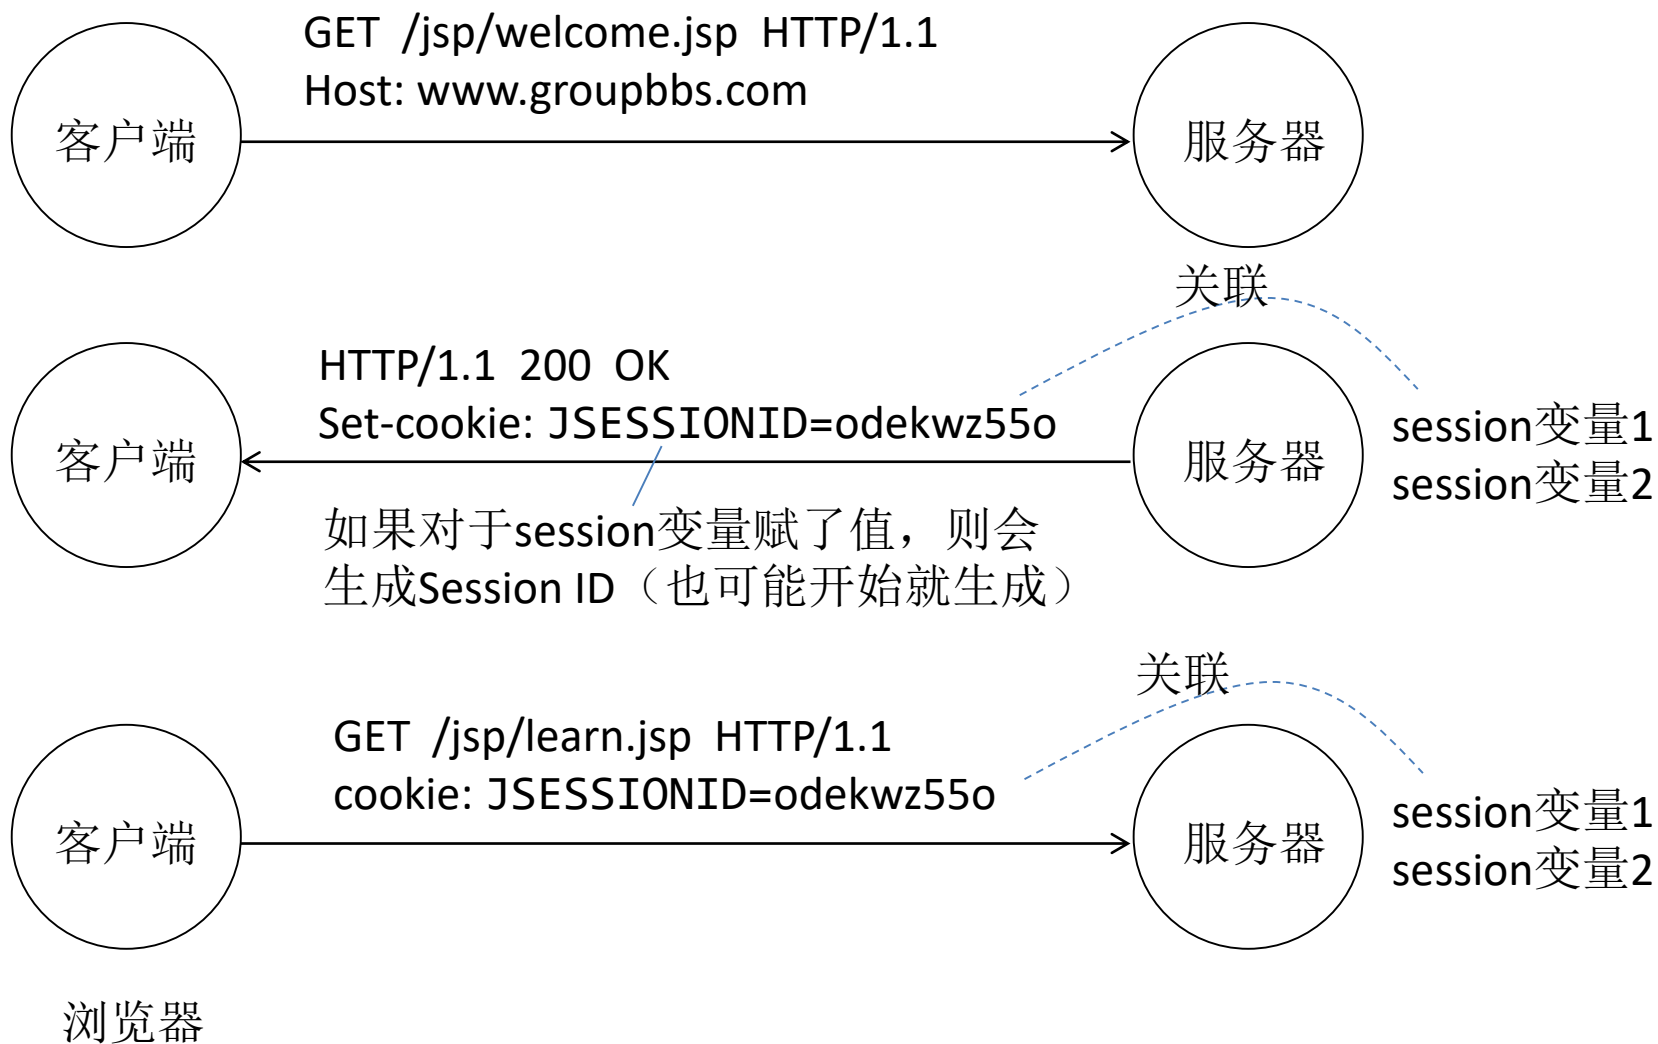 GET /jsp/welcome.jsp HTTP/1.1
Host: www.groupbbs.com
客户端
服务器
关联
HTTP/1.1 200 OK
Set-cookie: JSESSIONID=odekwz55o
客户端
服务器
session变量1
session变量2
如果对于session变量赋了值，则会
生成Session ID（也可能开始就生成）
关联
GET /jsp/learn.jsp HTTP/1.1
cookie: JSESSIONID=odekwz55o
客户端
服务器
session变量1
session变量2
浏览器